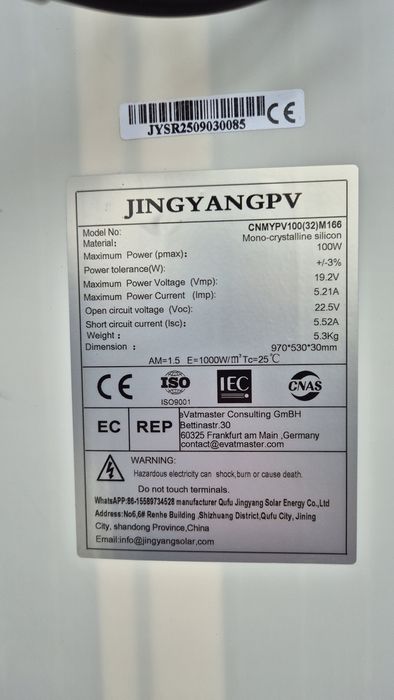 CE
JYSR2509030085
JINGYANGPV
Model No: CNMYPV100(32)M166
Material: Mono-crystalline silicon
Maximum Power (pmax): 100W
Power tolerance(W): +/-3%
Maximum Power Voltage (Vmp): 19.2V
Maximum Power Current (Imp): 5.21A
Open circuit voltage (Voc): 22.5V
Short circuit current (Isc): 5.52A
Weight : 5.3Kg
Dimension : 970*530*30mm
AM=1.5 E=1000W/m² Tc=25℃
CE ISO IEC CNAS
ISO9001
EC REP
eVatmaster Consulting GmbH
Bettinastr.30
60325 Frankfurt am Main ,Germany
contact@evatmaster.com
WARNING:
Hazardous electricity can shock,burn or cause death.
Do not touch terminals.
WhatsAPP:86-15589734528 manufacturer Qufu Jingyang Solar Energy Co.,Ltd
Address:No6,6# Renhe Building ,Shizhuang District,Qufu City, Jining
City, shandong Province,China
Email:info@jingyangsolar,com